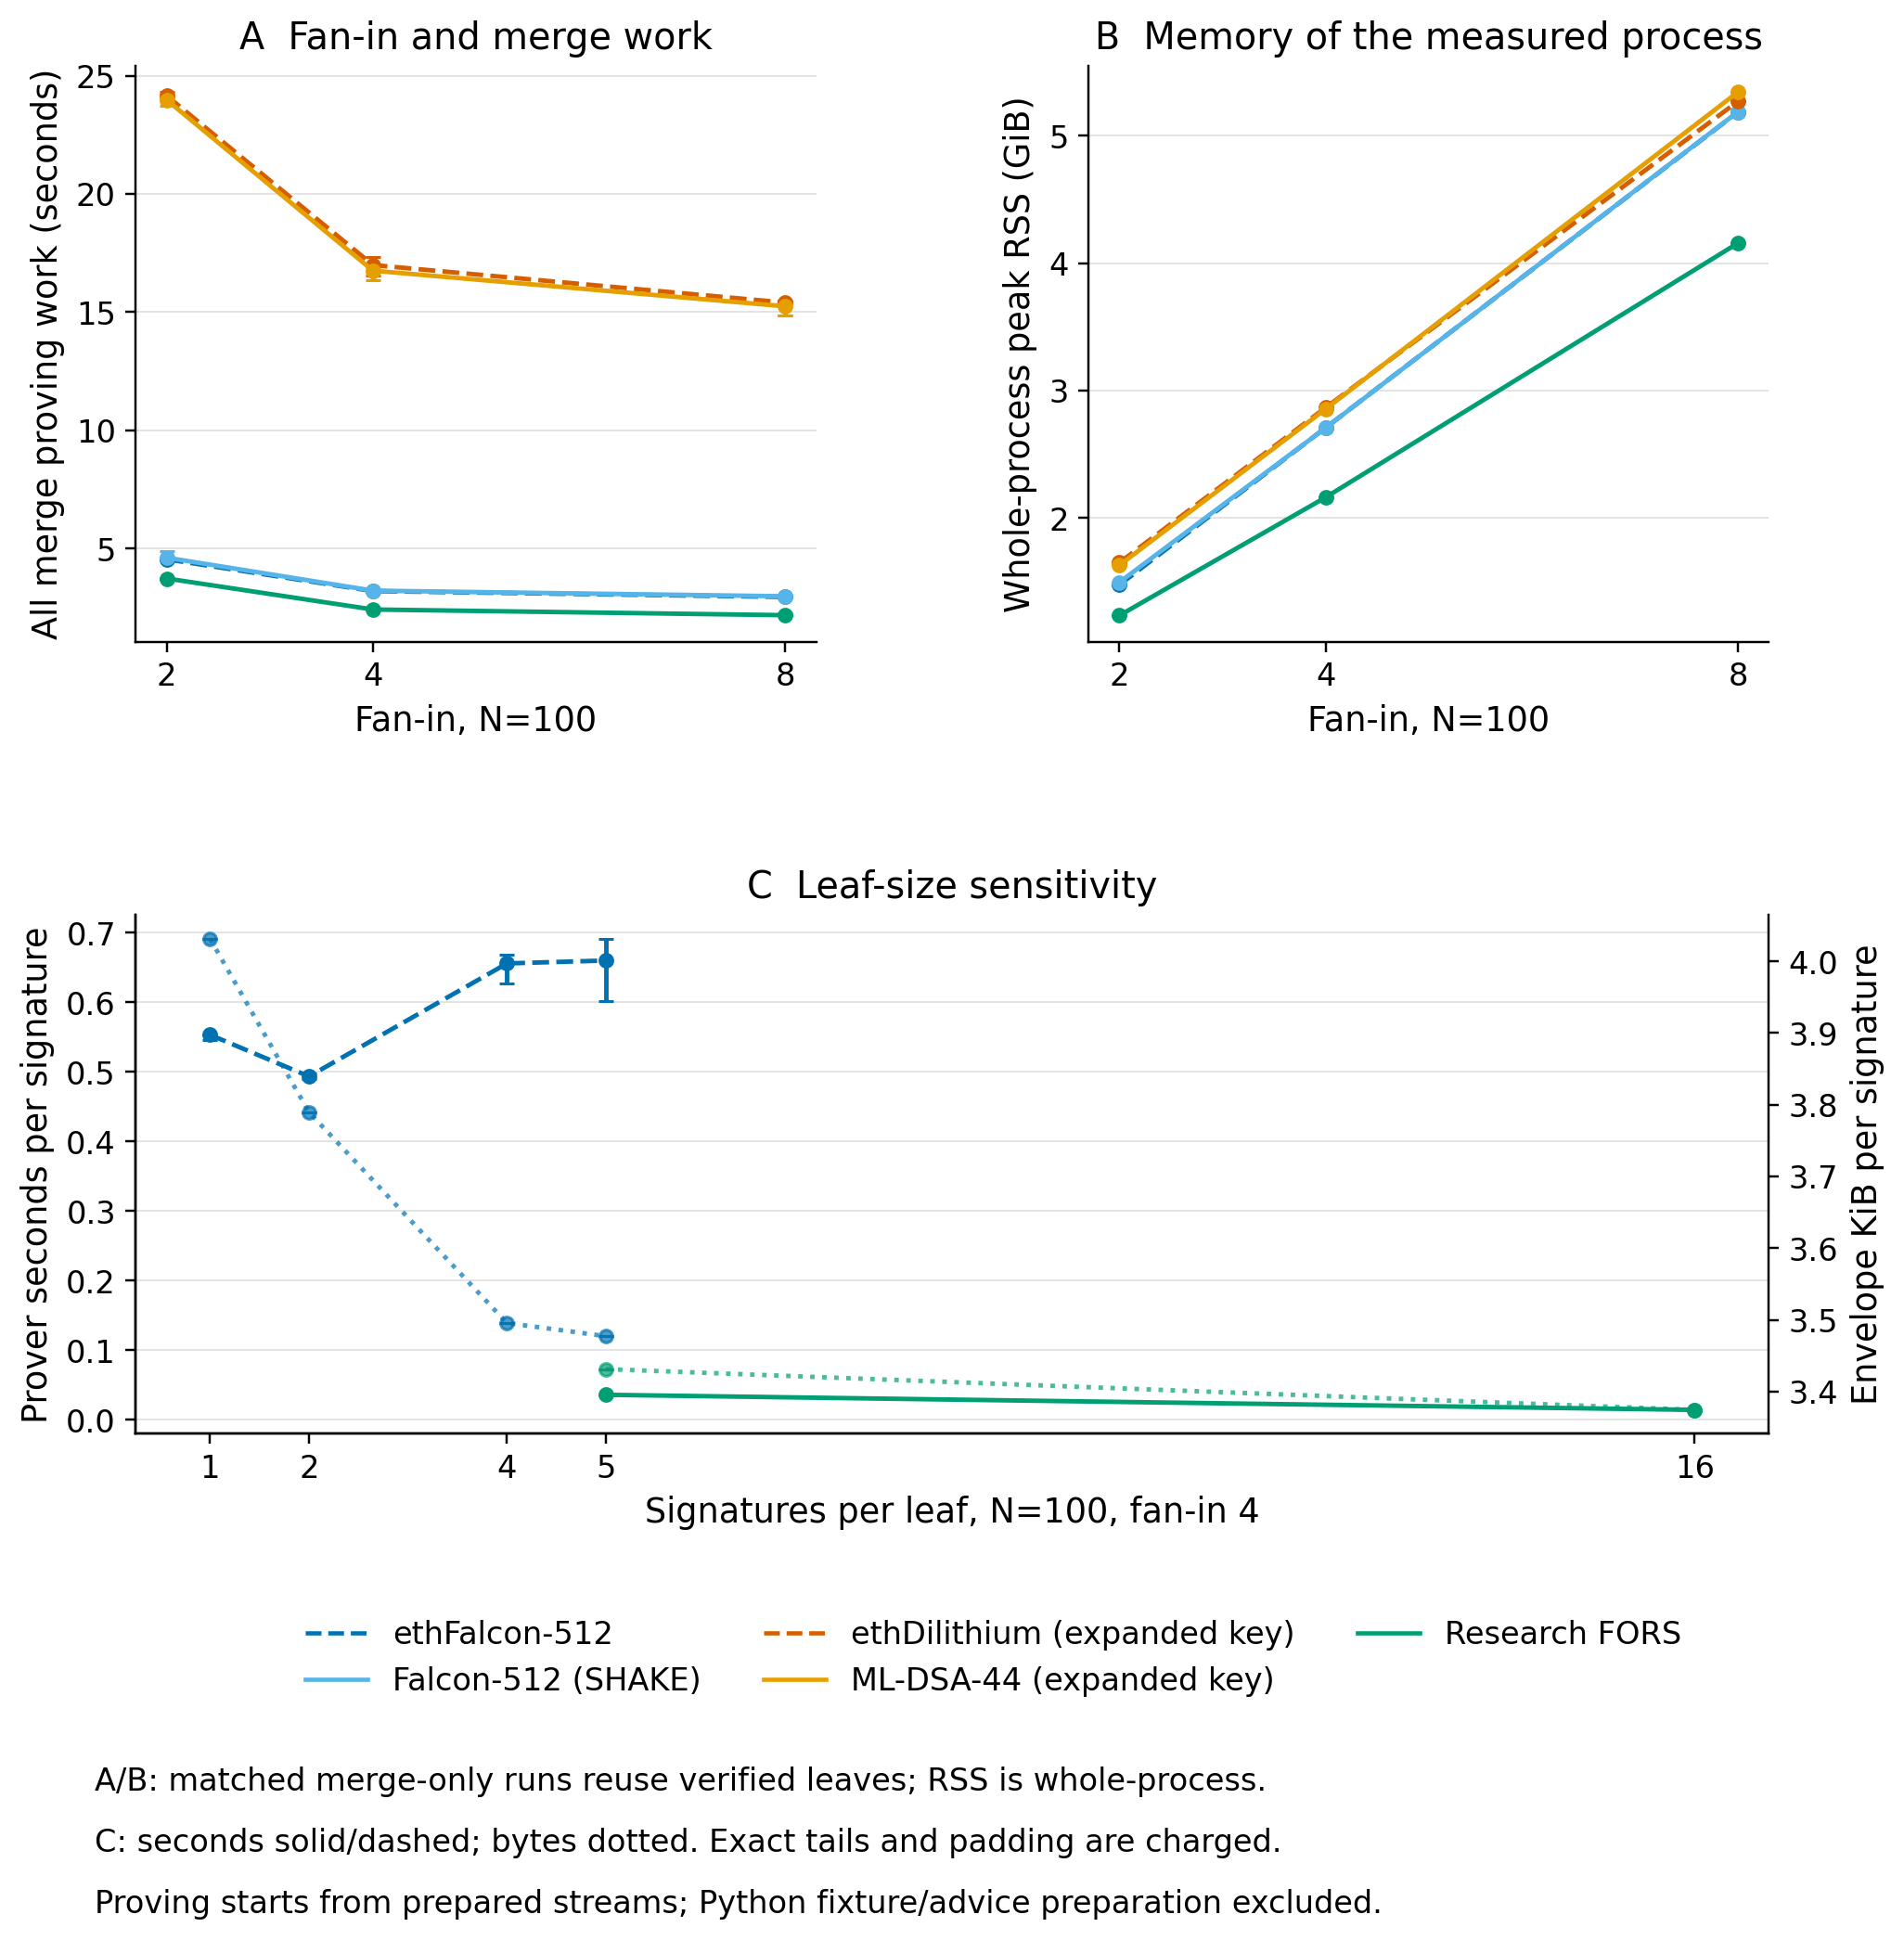 A  Fan-in and merge work
All merge proving work (seconds)
25
20
15
10
5
2
4
8
Fan-in, N=100
B  Memory of the measured process
Whole-process peak RSS (GiB)
5
4
3
2
2
4
8
Fan-in, N=100
C  Leaf-size sensitivity
Prover seconds per signature
0.7
0.6
0.5
0.4
0.3
0.2
0.1
0.0
4.0
3.9
3.8
3.7
3.6
3.5
3.4
Envelope KiB per signature
1
2
4
5
16
Signatures per leaf, N=100, fan-in 4
ethFalcon-512
Falcon-512 (SHAKE)
ethDilithium (expanded key)
ML-DSA-44 (expanded key)
Research FORS
A/B: matched merge-only runs reuse verified leaves; RSS is whole-process.
C: seconds solid/dashed; bytes dotted. Exact tails and padding are charged.
Proving starts from prepared streams; Python fixture/advice preparation excluded.